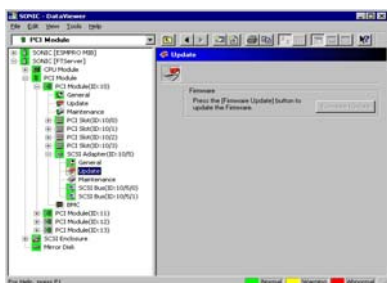 SONIC - DataViewer
File Edit View Tools Help
PCI Module
SONIC [ESMPRO MIB]
SONIC [FTServer]
CPU Module
PCI Module
PCI Module(ID:10)
General
Update
Maintenance
PCI Slot(ID:10/0)
PCI Slot(ID:10/1)
PCI Slot(ID:10/2)
PCI Slot(ID:10/3)
SCSI Adapter(ID:10/5)
General
Update
Maintenance
SCSI Bus(ID:10/5/0)
SCSI Bus(ID:10/5/1)
BMC
PCI Module(ID:11)
PCI Module(ID:12)
PCI Module(ID:13)
SCSI Enclosure
Mirror Disk
Update
Firmware
Press the [Firmware Update] button to
update the Firmware.
Firmware Update
For Help, press F1
Normal Warning Abnormal